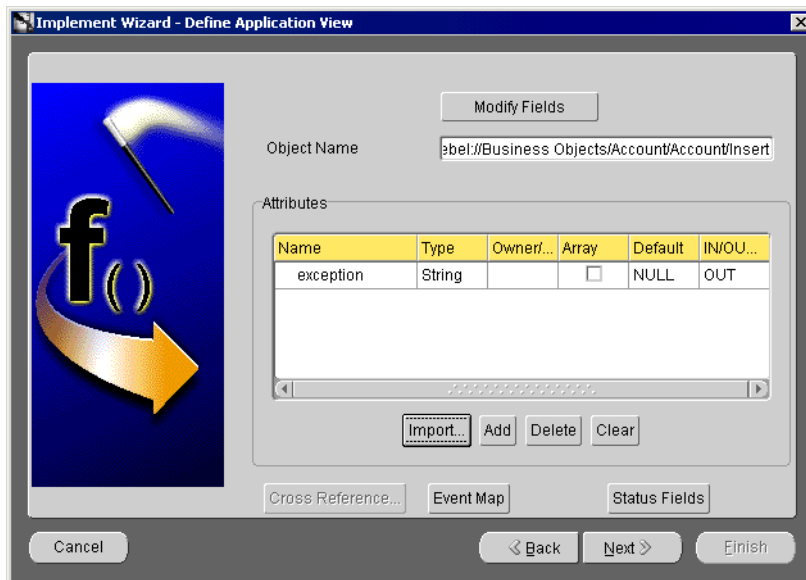 Implement Wizard - Define Application View
Modify Fields
Object Name
ebel://Business Objects/Account/Account/Insert
Attributes
Name Type Owner/... Array Default IN/OU...
exception String NULL OUT
Import... Add Delete Clear
Cross Reference... Event Map Status Fields
Cancel Back Next Finish
f()